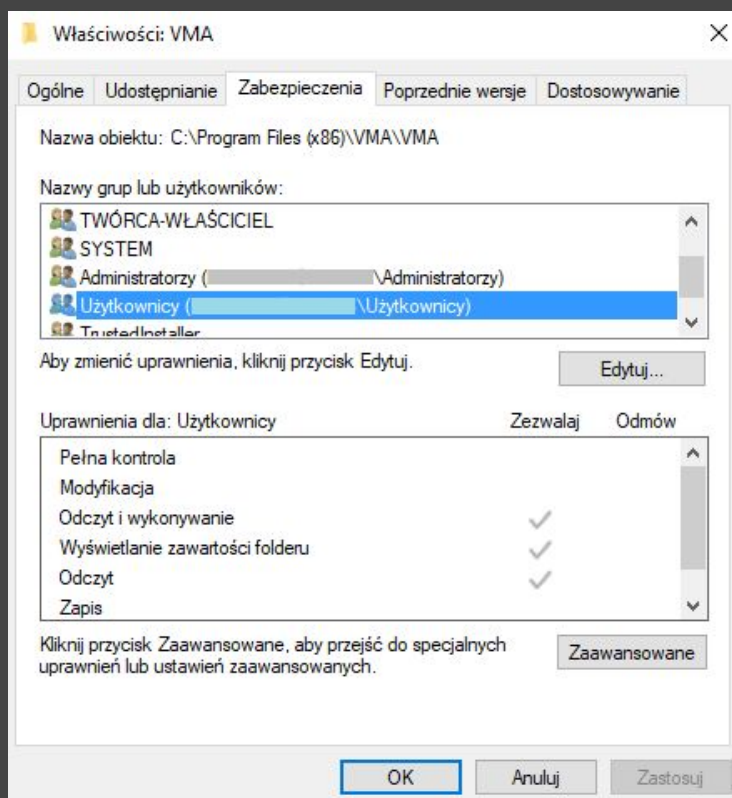 Właściwości: VMA
Ogólne Udostępnianie Zabezpieczenia Poprzednie wersje Dostosowywanie
Nazwa obiektu: C:\Program Files (x86)\VMA\VMA
Nazwy grup lub użytkowników:
TWÓRCA-WŁAŚCICIEL
SYSTEM
Administratorzy ( \Administratorzy)
Użytkownicy ( \Użytkownicy)
TrustedInstaller
Aby zmienić uprawnienia, kliknij przycisk Edytuj.
Edytuj...
Uprawnienia dla: Użytkownicy Zezwalaj Odmów
Pełna kontrola
Modyfikacja
Odczyt i wykonywanie
Wyświetlanie zawartości folderu
Odczyt
Zapis
Kliknij przycisk Zaawansowane, aby przejść do specjalnych
uprawnień lub ustawień zaawansowanych.
Zaawansowane
OK Anuluj Zastosuj